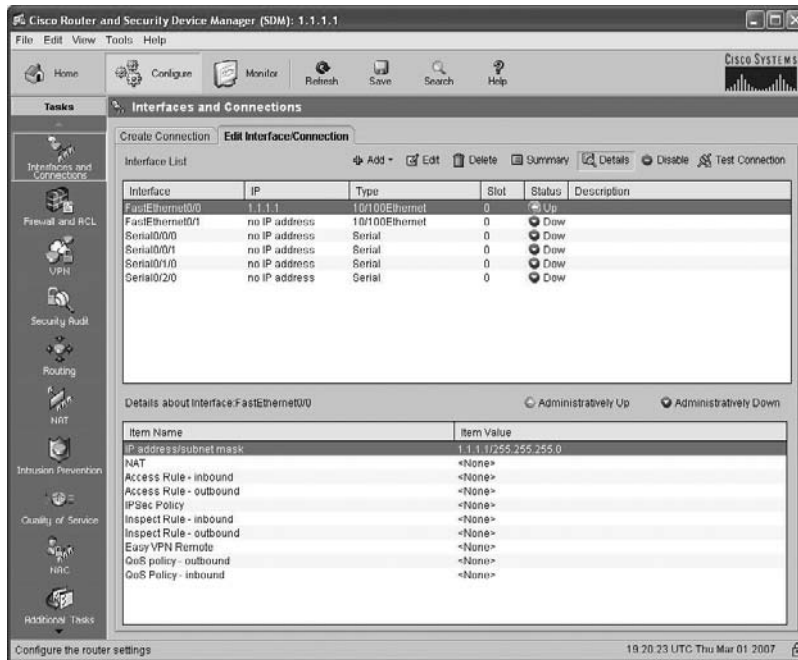 Cisco Router and Security Device Manager (SDM): 1.1.1.1
File Edit View Tools Help
Home Configure Monitor Refresh Save Search Help
CISCO SYSTEMS
Tasks
Interfaces and Connections
Create Connection Edit Interface/Connection
Interface List Add Edit Delete Summary Details Disable Test Connection
Interface IP Type Slot Status Description
FastEthernet0/0 1.1.1.1 10/100Ethernet 0 Up
FastEthernet0/1 no IP address 10/100Ethernet 0 Dow
Serial0/0/0 no IP address Serial 0 Dow
Serial0/0/1 no IP address Serial 0 Dow
Serial0/1/0 no IP address Serial 0 Dow
Serial0/2/0 no IP address Serial 0 Dow
Interfaces and
Connections
Firewall and ACL
VPN
Security Audit
Routing
NAT
Intrusion Prevention
Quality of Service
NAC
Additional Tasks
Details about Interface:FastEthernet0/0 Administratively Up Administratively Down
Item Name Item Value
IP address/subnet mask 1.1.1.1/255.255.255.0
NAT <None>
Access Rule - inbound <None>
Access Rule - outbound <None>
IPSec Policy <None>
Inspect Rule - inbound <None>
Inspect Rule - outbound <None>
Easy VPN Remote <None>
QoS policy - outbound <None>
QoS Policy - inbound <None>
Configure the router settings 19:20:23 UTC Thu Mar 01 2007